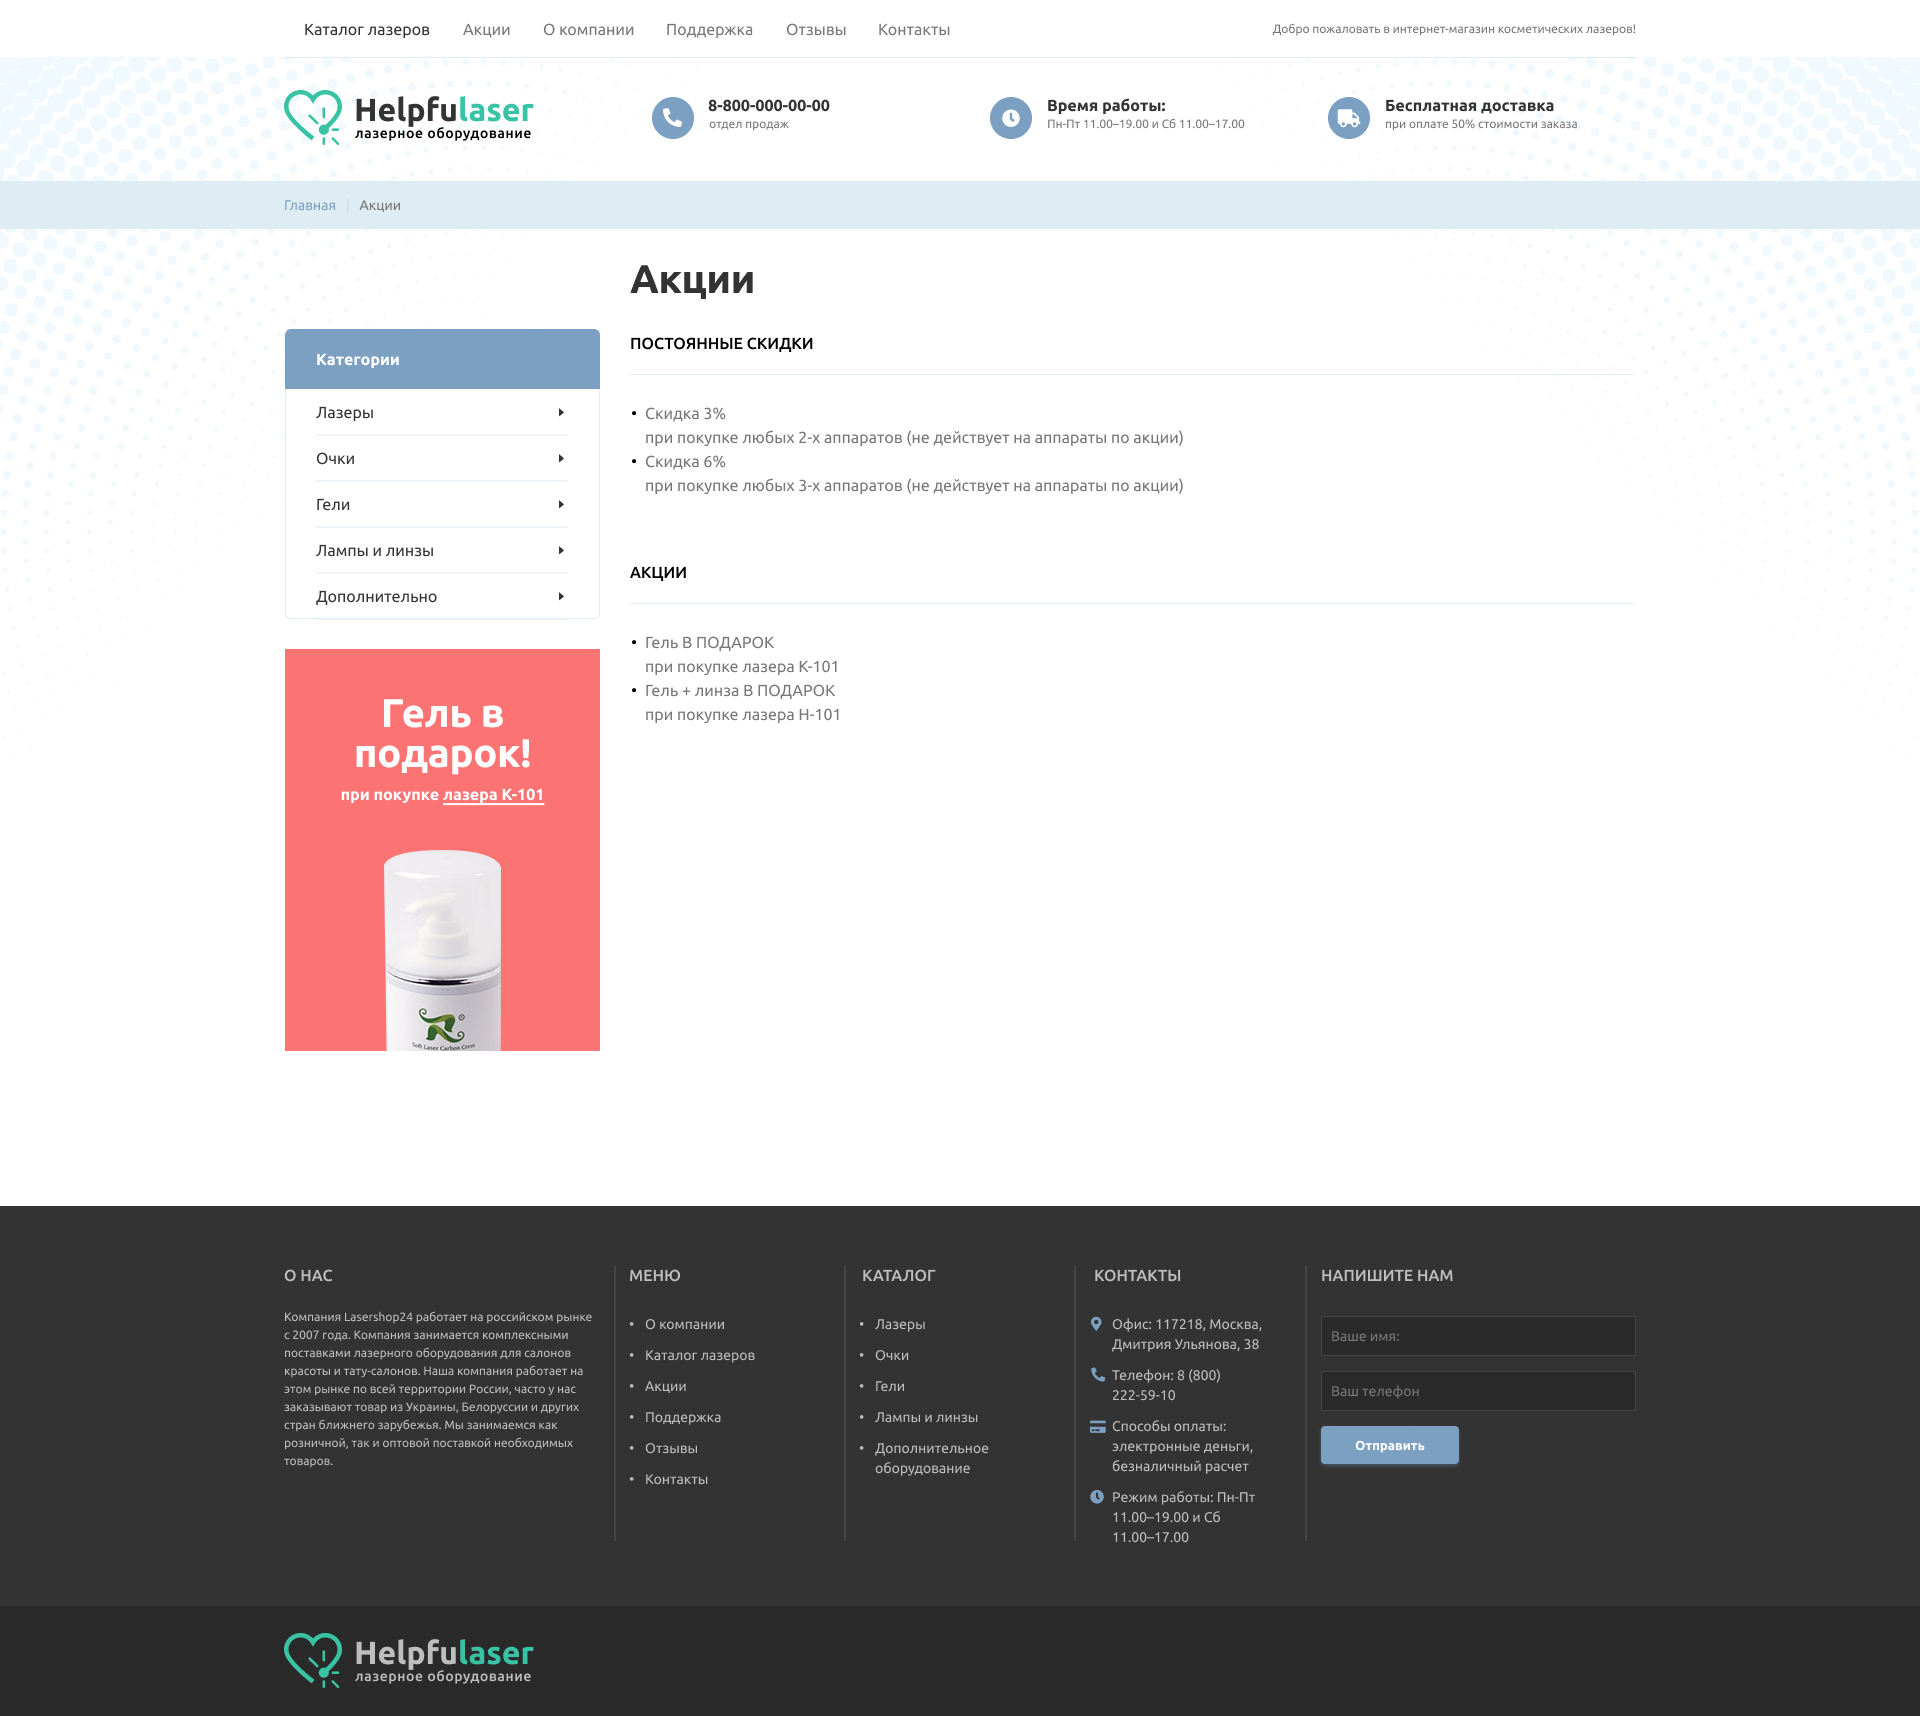 Каталог лазеров Акции О компании Поддержка Отзывы Контакты Добро пожаловать в интернет-магазин косметических лазеров!
Helpfulaser
лазерное оборудование
8-800-000-00-00
отдел продаж
Время работы:
Пн-Пт 11.00–19.00 и Сб 11.00–17.00
Бесплатная доставка
при оплате 50% стоимости заказа
Главная | Акции
Акции
Категории
Лазеры
Очки
Гели
Лампы и линзы
Дополнительно
Гель в
подарок!
при покупке лазера К-101
Soft Laser Carbon Crem
ПОСТОЯННЫЕ СКИДКИ
• Скидка 3%
при покупке любых 2-х аппаратов (не действует на аппараты по акции)
• Скидка 6%
при покупке любых 3-х аппаратов (не действует на аппараты по акции)
АКЦИИ
• Гель В ПОДАРОК
при покупке лазера К-101
• Гель + линза В ПОДАРОК
при покупке лазера Н-101
О НАС
Компания Lasershop24 работает на российском рынке
с 2007 года. Компания занимается комплексными
поставками лазерного оборудования для салонов
красоты и тату-салонов. Наша компания работает на
этом рынке по всей территории России, часто у нас
заказывают товар из Украины, Белоруссии и других
стран ближнего зарубежья. Мы занимаемся как
розничной, так и оптовой поставкой необходимых
товаров.
МЕНЮ
• О компании
• Каталог лазеров
• Акции
• Поддержка
• Отзывы
• Контакты
КАТАЛОГ
• Лазеры
• Очки
• Гели
• Лампы и линзы
• Дополнительное
оборудование
КОНТАКТЫ
Офис: 117218, Москва,
Дмитрия Ульянова, 38
Телефон: 8 (800)
222-59-10
Способы оплаты:
электронные деньги,
безналичный расчет
Режим работы: Пн-Пт
11.00–19.00 и Сб
11.00–17.00
НАПИШИТЕ НАМ
Ваше имя:
Ваш телефон
Отправить
Helpfulaser
лазерное оборудование